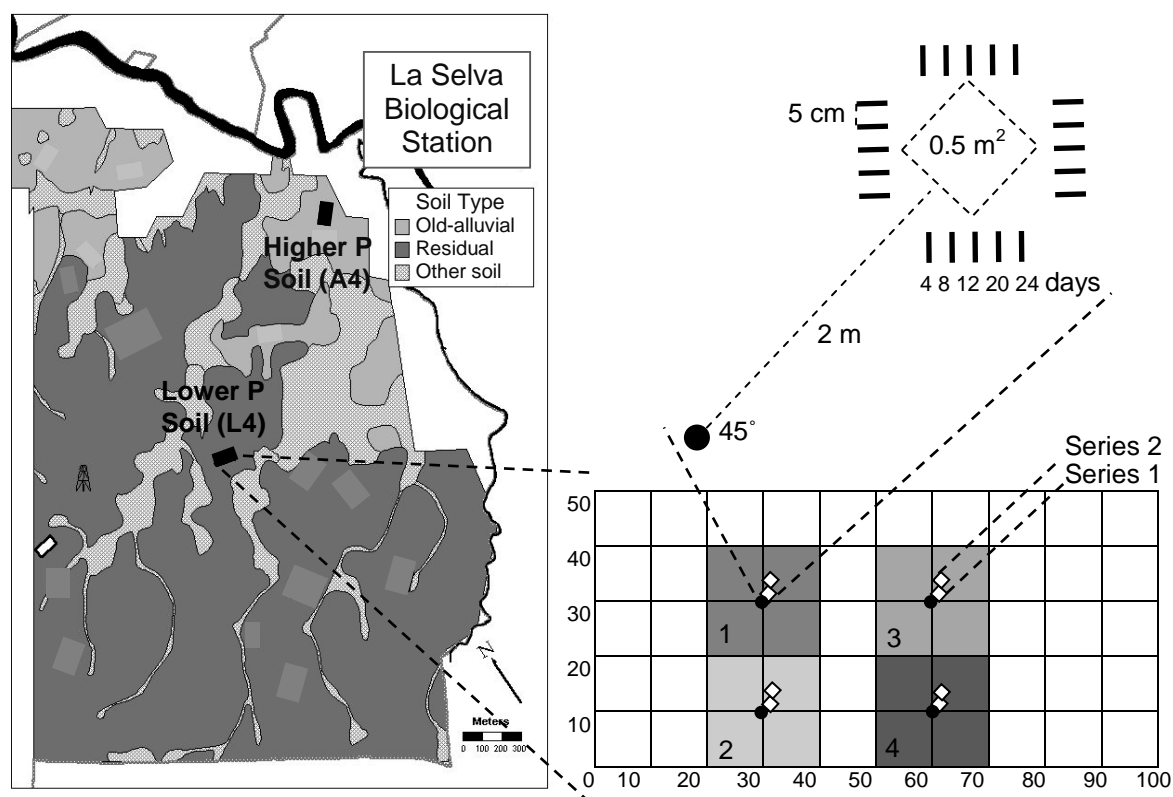 La Selva
Biological
Station
Soil Type
Old-alluvial
Residual
Other soil
Higher P
Soil (A4)
Lower P
Soil (L4)
N
Meters
0 100 200 300
5 cm
0.5 m²
4 8 12 20 24 days
2 m
45°
Series 2
Series 1
50
40
30
20
10
0 10 20 30 40 50 60 70 80 90 100
1
3
2
4